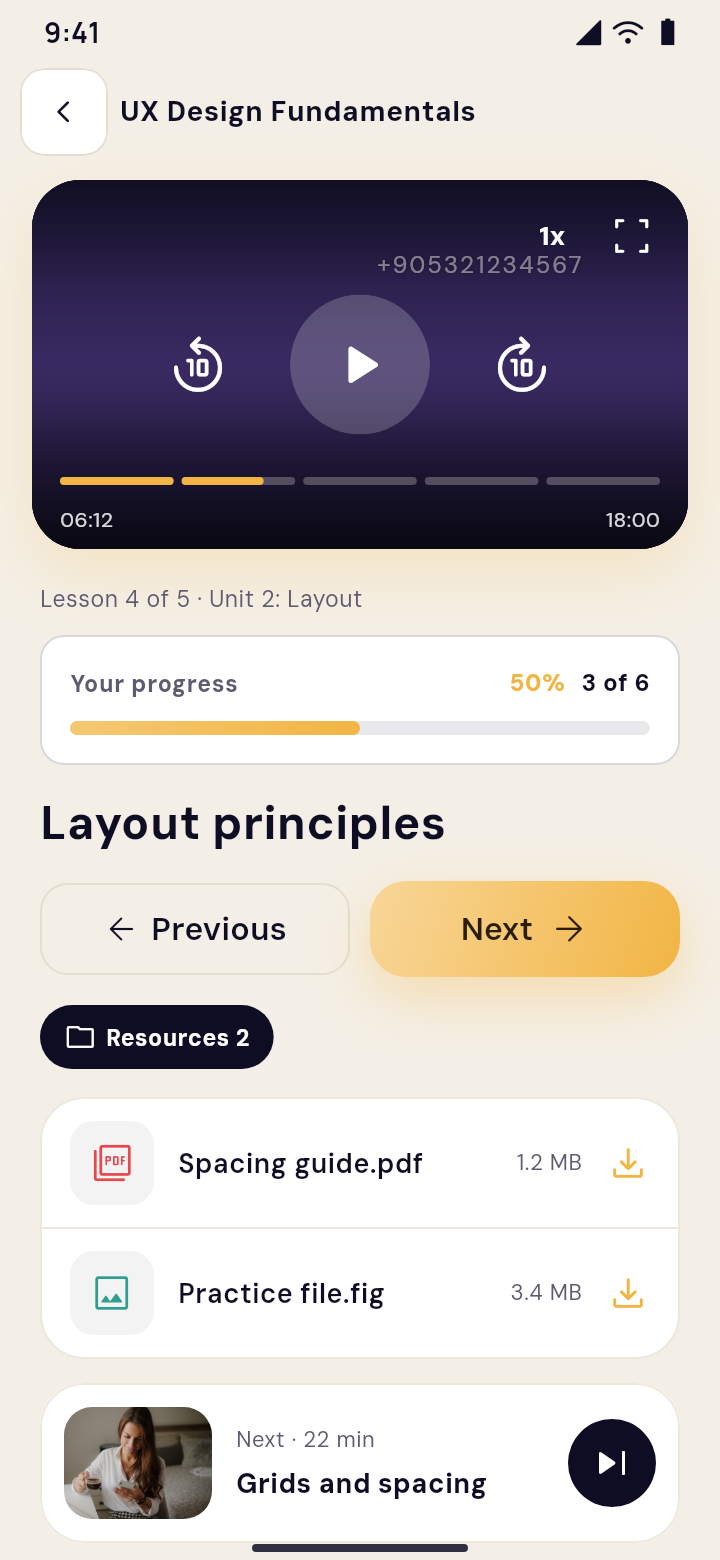 9:41
UX Design Fundamentals
1x
+905321234567
10
10
06:12
18:00
Lesson 4 of 5 · Unit 2: Layout
Your progress
50% 3 of 6
Layout principles
Previous
Next
Resources 2
PDF
Spacing guide.pdf
1.2 MB
Practice file.fig
3.4 MB
Next · 22 min
Grids and spacing